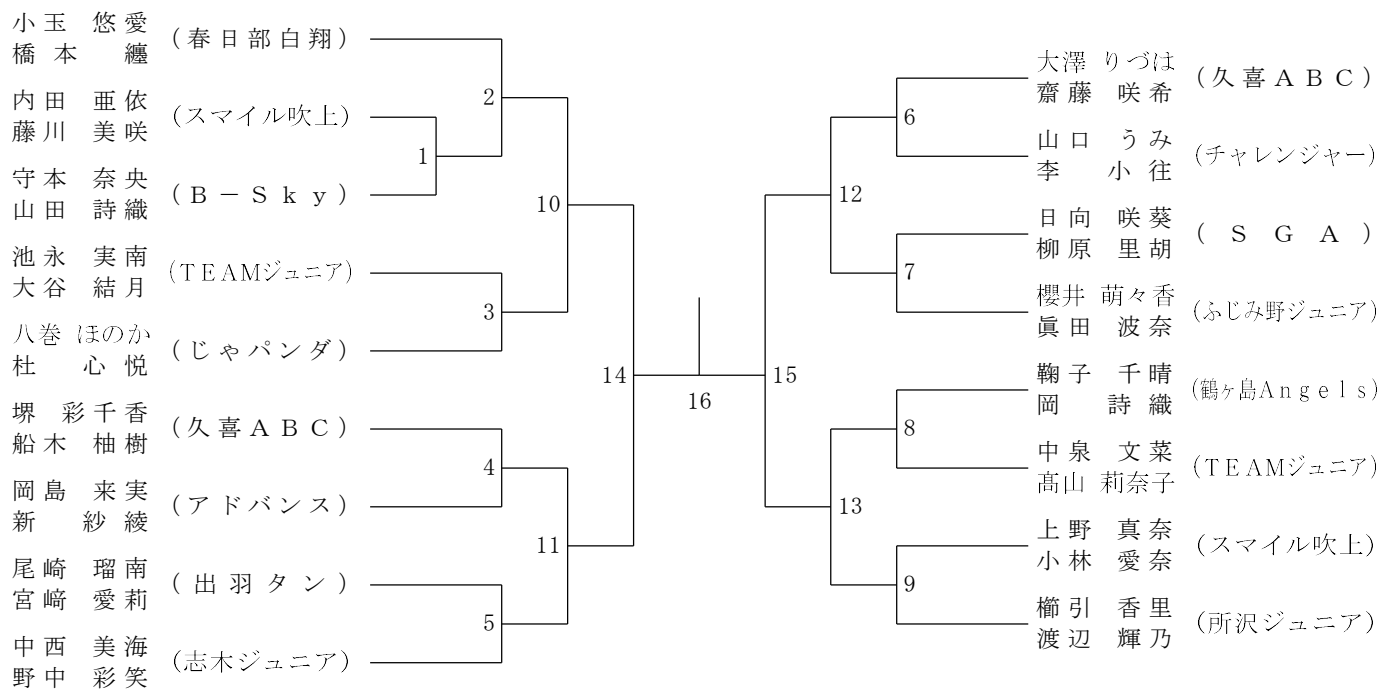 小玉 悠愛
橋本 纏
(春日部白翔)
内田 亜依
藤川 美咲
(スマイル吹上)
守本 奈央
山田 詩織
(B－Sky)
池永 実南
大谷 結月
(TEAMジュニア)
八巻 ほのか
杜 心悦
(じゃパンダ)
堺 彩千香
船木 柚樹
(久喜ABC)
岡島 来実
新 紗綾
(アドバンス)
尾崎 瑠南
宮﨑 愛莉
(出羽タン)
中西 美海
野中 彩笑
(志木ジュニア)
2
1
10
3
14
4
11
5
16
6
12
7
15
8
13
9
大澤 りづは
齋藤 咲希
(久喜ABC)
山口 うみ
李 小往
(チャレンジャー)
日向 咲葵
柳原 里胡
(SGA)
櫻井 萌々香
眞田 波奈
(ふじみ野ジュニア)
鞠子 千晴
岡 詩織
(鶴ヶ島Angels)
中泉 文菜
髙山 莉奈子
(TEAMジュニア)
上野 真奈
小林 愛奈
(スマイル吹上)
櫛引 香里
渡辺 輝乃
(所沢ジュニア)